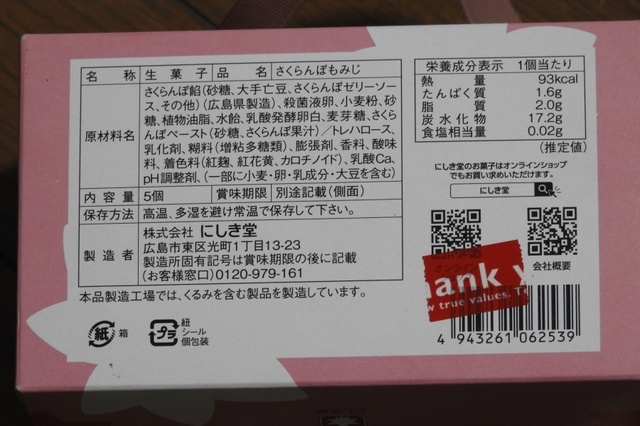 名称 生菓子 品名 さくらんぼもみじ
原材料名
さくらんぼ餡(砂糖、大手亡豆、さくらんぼゼリーソー
ス、その他)(広島県製造)、殺菌液卵、小麦粉、砂
糖、植物油脂、水飴、乳酸発酵卵白、麦芽糖、さくら
んぼペースト(砂糖、さくらんぼ果汁)/トレハロース、
乳化剤、糊料(増粘多糖類)、膨張剤、香料、酸味
料、着色料(紅麹、紅花黄、カロチノイド)、乳酸Ca、
pH調整剤、(一部に小麦・卵・乳成分・大豆を含む)
内容量 5個 賞味期限 別途記載(側面)
保存方法 高温、多湿を避け常温で保存して下さい。
製造者
株式会社 にしき堂
広島市東区光町1丁目13-23
製造所固有記号は賞味期限の後に記載
(お客様窓口)0120-979-161
本品製造工場では、くるみを含む製品を製造しています。
紙 箱
プラ
紐
シール
個包装
栄養成分表示 1個当たり
熱量 93kcal
たんぱく質 1.6g
脂質 2.0g
炭水化物 17.2g
食塩相当量 0.02g
(推定値)
にしき堂のお菓子はオンラインショップ
でもお買い求めいただけます。
にしき堂
オンライン
会社概要
ank
true values.
4 943261 062539